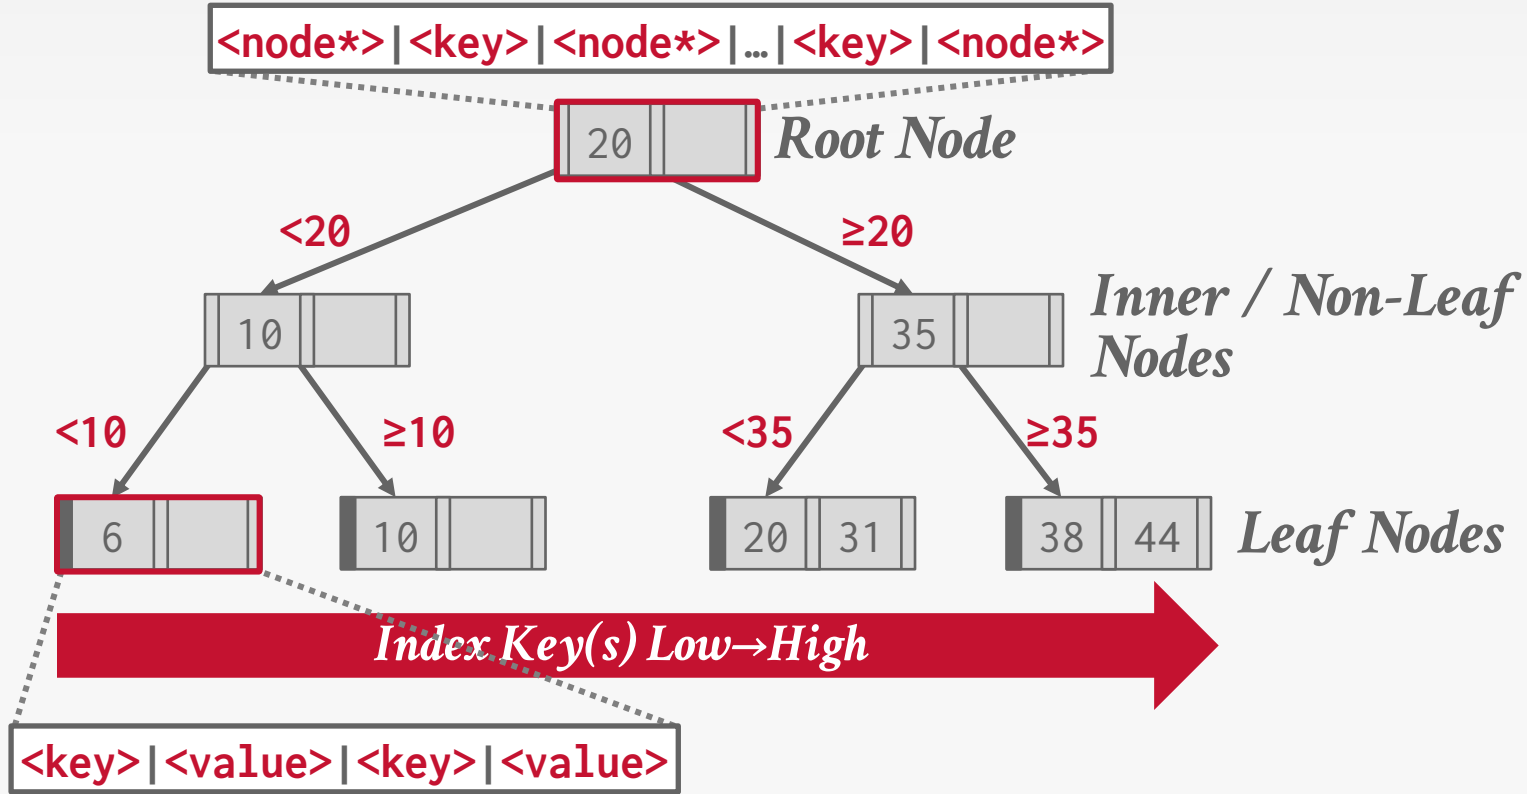 <node*>|<key>|<node*>|…|<key>|<node*>
20
Root Node
<20
≥20
10
35
Inner / Non-Leaf
Nodes
<10
≥10
<35
≥35
6
10
20 31
38 44
Leaf Nodes
Index Key(s) Low→High
<key>|<value>|<key>|<value>